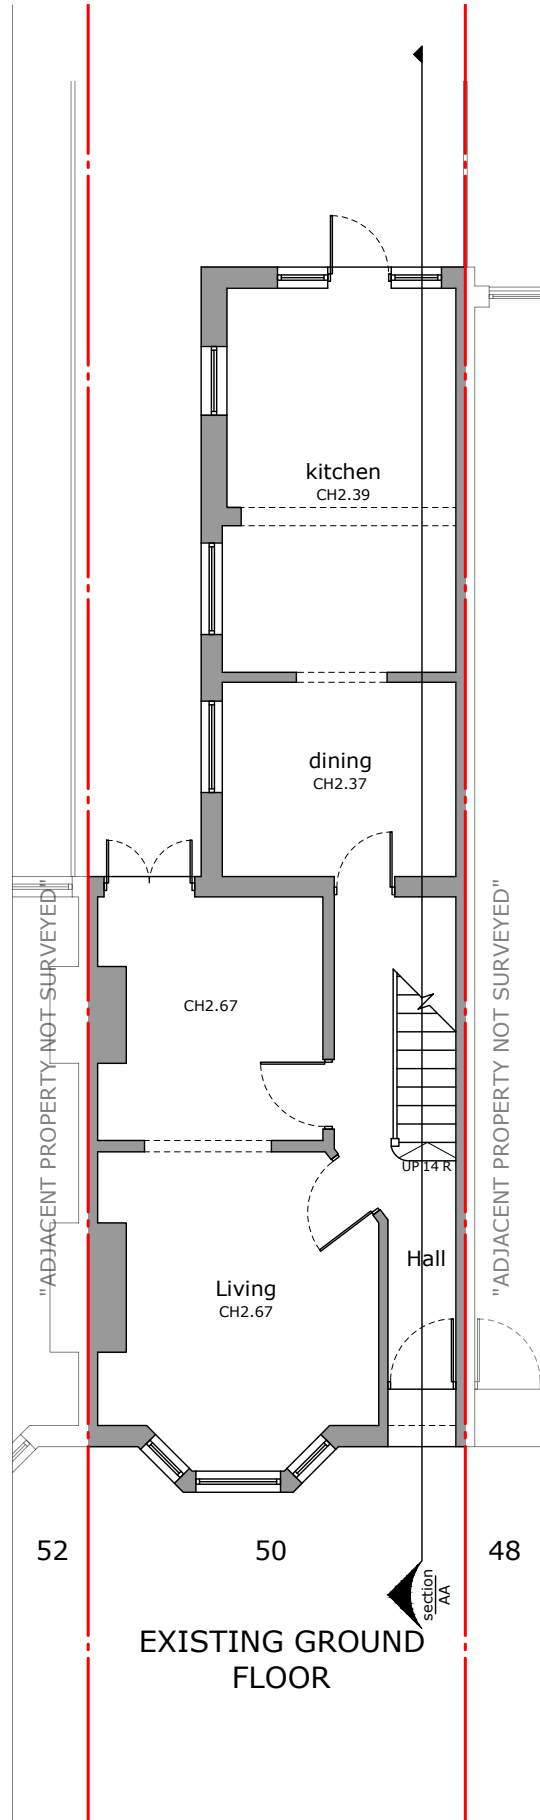 kitchen
CH2.39
dining
CH2.37
"ADJACENT PROPERTY NOT SURVEYED"
"ADJACENT PROPERTY NOT SURVEYED"
CH2.67
UP 14 R
Hall
Living
CH2.67
52
50
48
section
AA
EXISTING GROUND
FLOOR